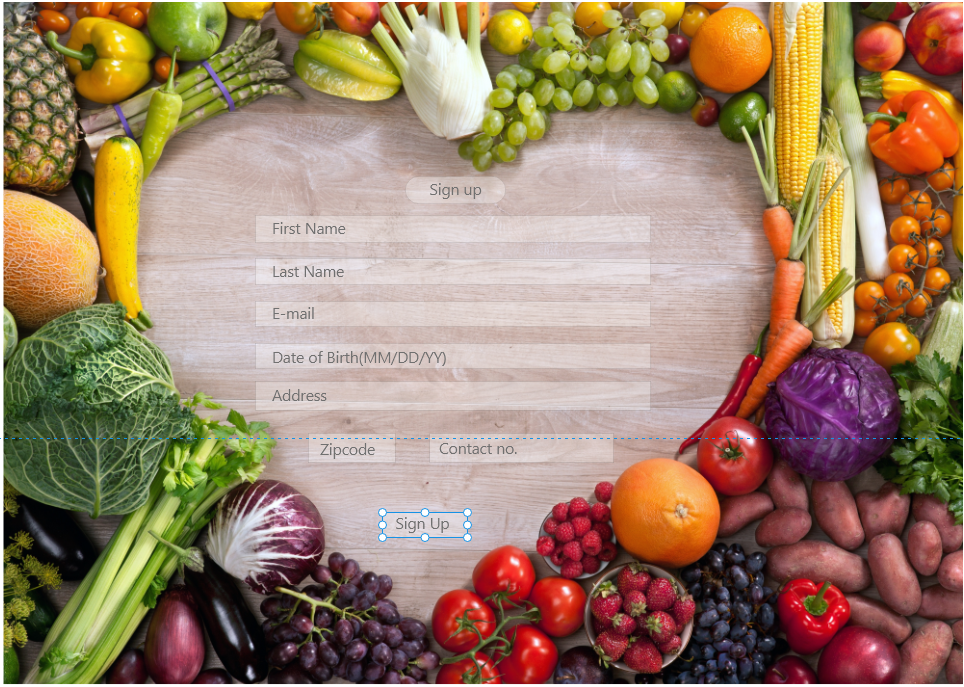 Sign up
First Name
Last Name
E-mail
Date of Birth(MM/DD/YY)
Address
Zipcode
Contact no.
Sign Up